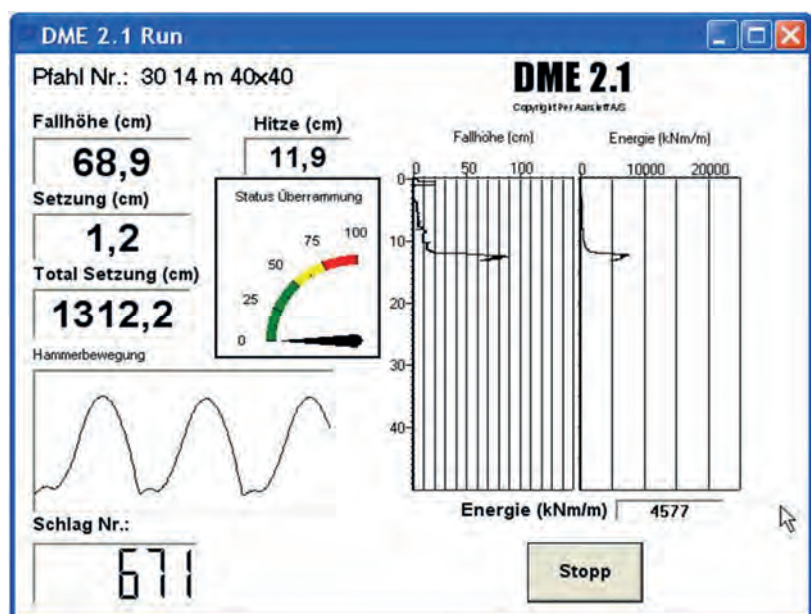 DME 2.1 Run
Pfahl Nr.: 30 14 m 40x40
DME 2.1
Copyright Per Aarsleff A/S
Fallhöhe (cm)
68,9
Hitze (cm)
11,9
Setzung (cm)
1,2
Total Setzung (cm)
1312,2
Status Überrammung
0
25
50
75
100
Fallhöhe (cm)
Energie (kNm/m)
0 50 100
0 10000 20000
0
10
20
30
40
Hammerbewegung
Energie (kNm/m) 4577
Schlag Nr.:
671
Stopp